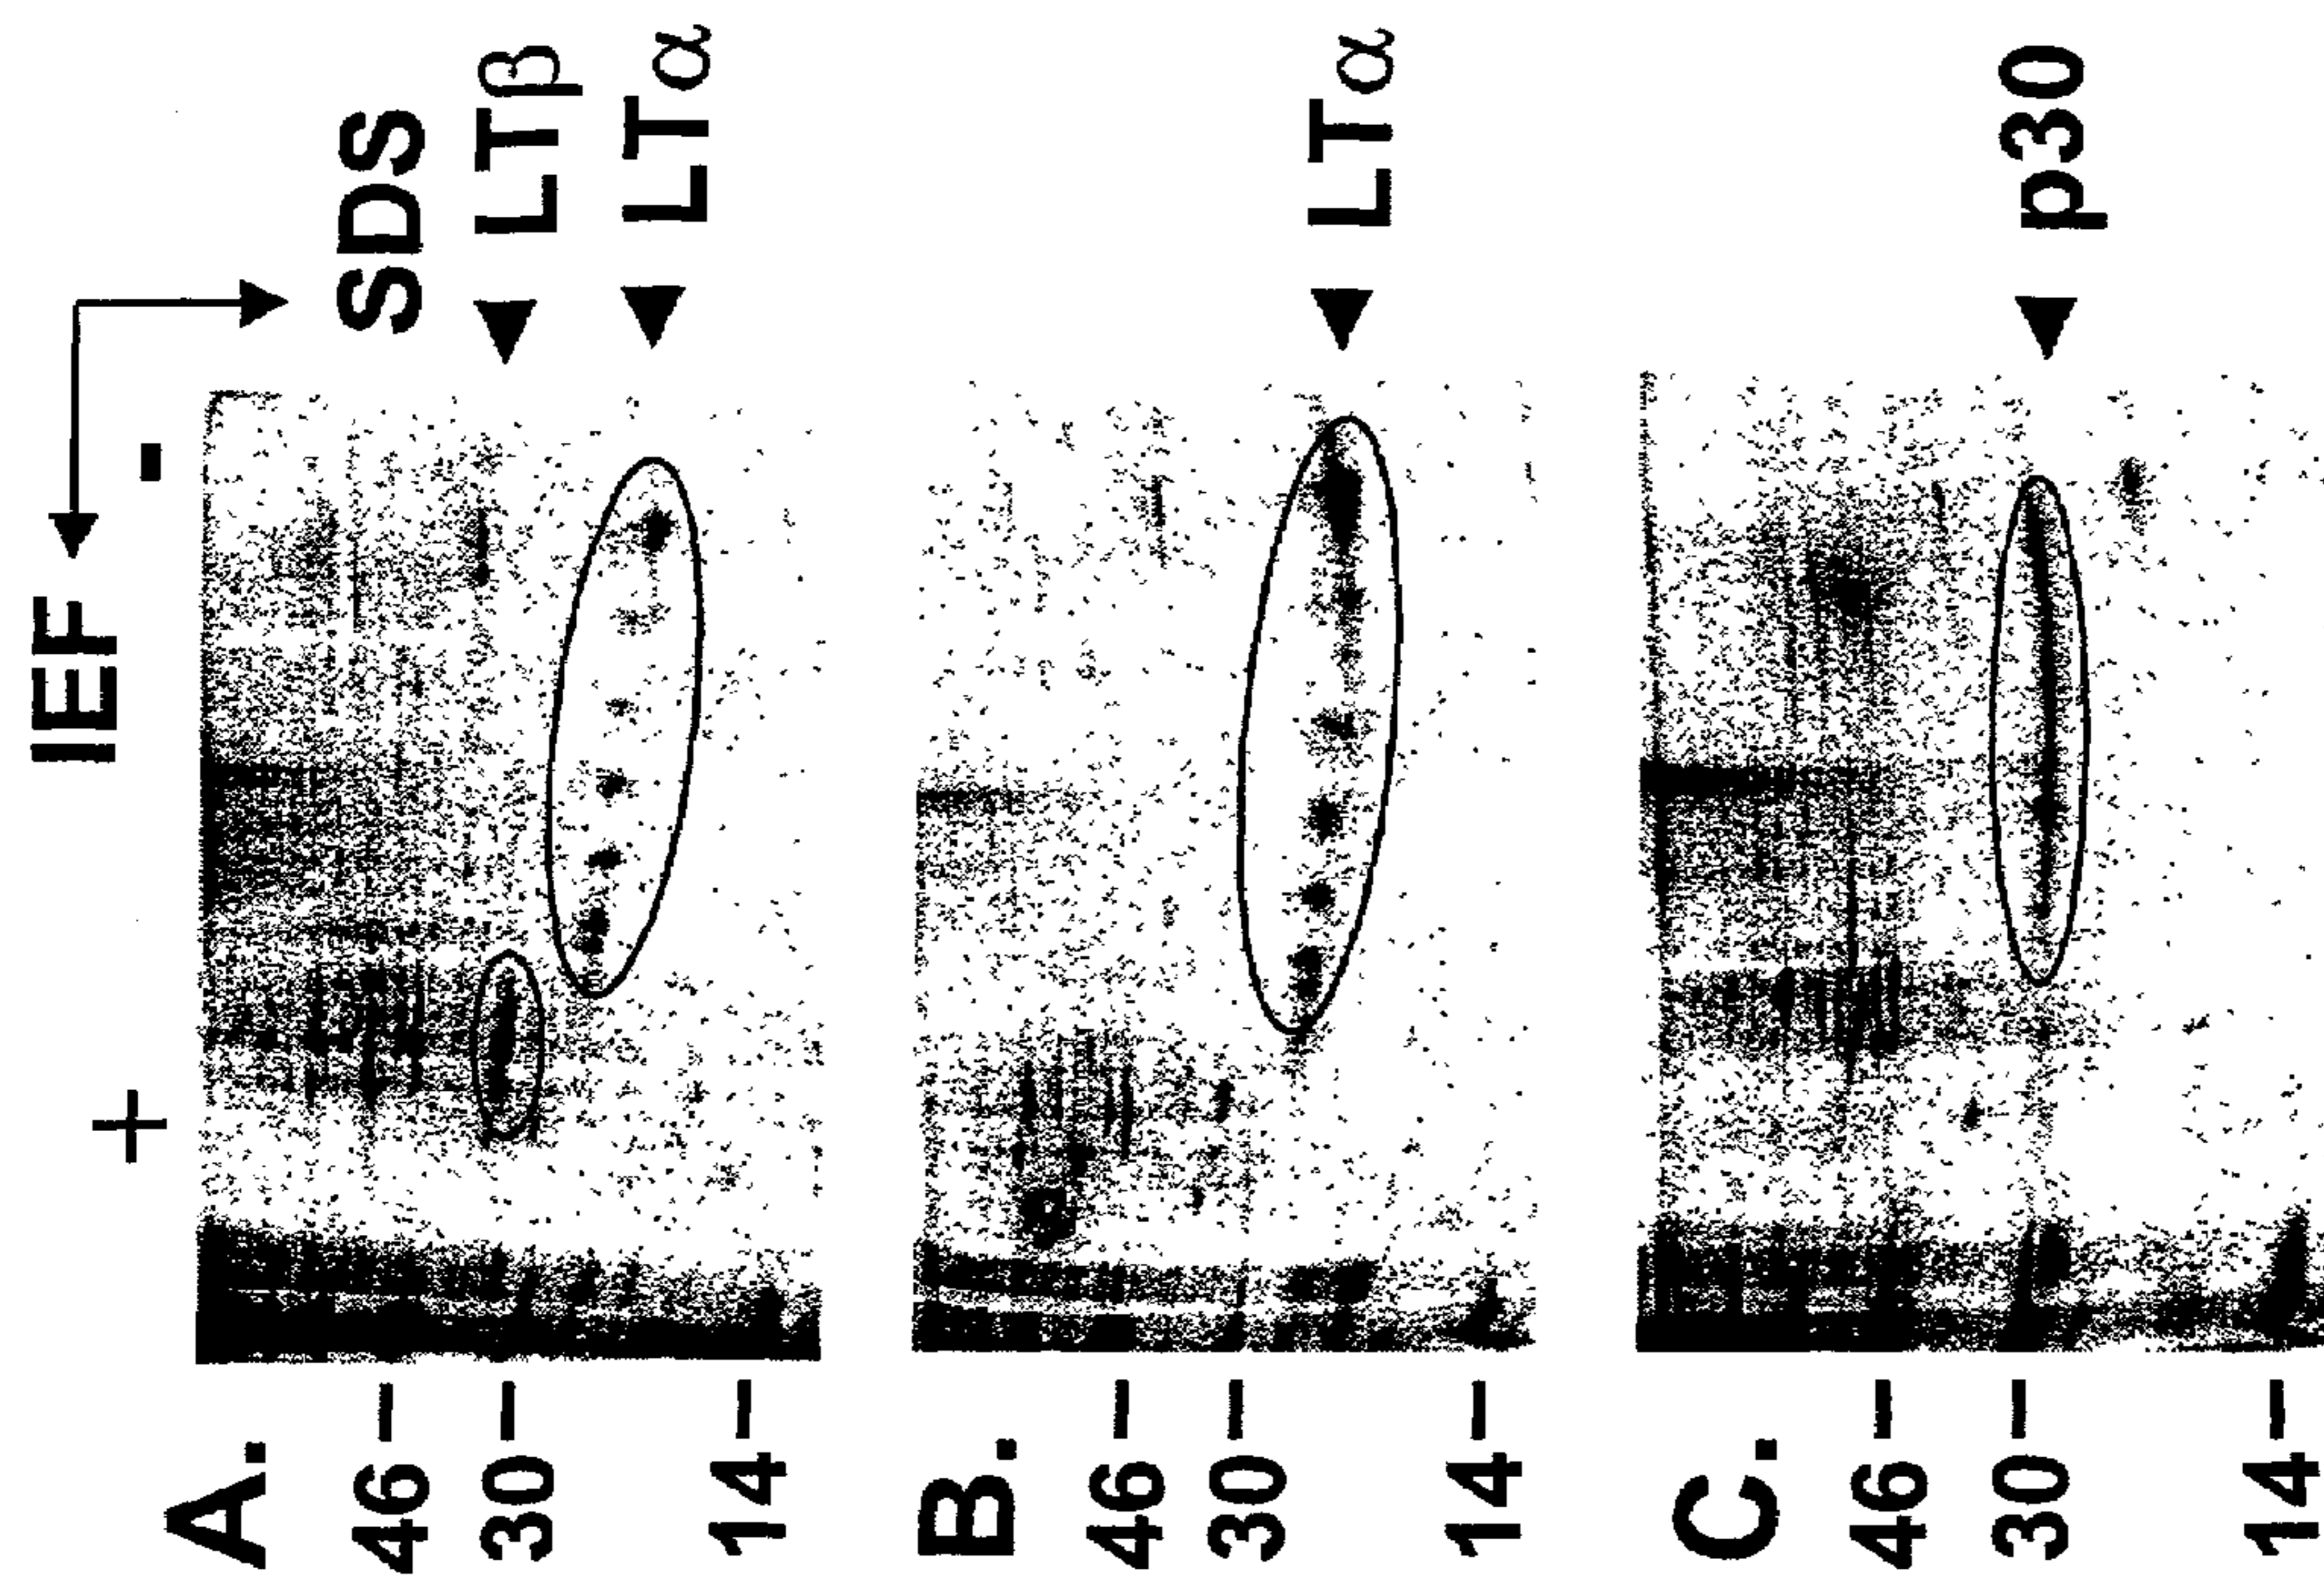 IEF
+
-
SDS
A.
46-
30-
14-
◀ LTβ
◀ LTα
B.
46-
30-
14-
◀ LTα
C.
46-
30-
14-
◀ p30